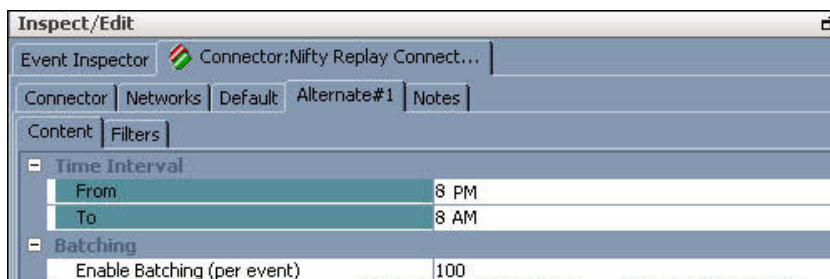 Inspect/Edit
Event Inspector Connector:Nifty Replay Connect...
Connector Networks Default Alternate#1 Notes
Content Filters
Time Interval
From 8 PM
To 8 AM
Batching
Enable Batching (per event) 100